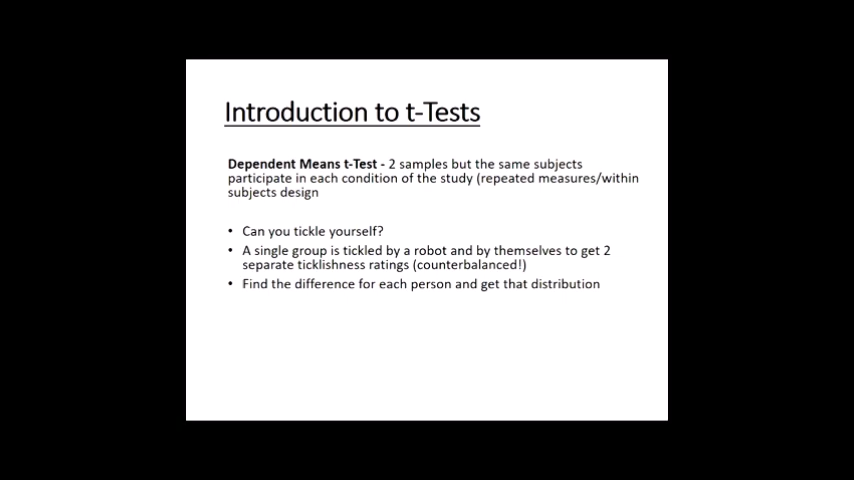 Introduction to t-Tests
Dependent Means t-Test - 2 samples but the same subjects
participate in each condition of the study (repeated measures/within
subjects design
• Can you tickle yourself?
• A single group is tickled by a robot and by themselves to get 2
separate ticklishness ratings (counterbalanced!)
• Find the difference for each person and get that distribution